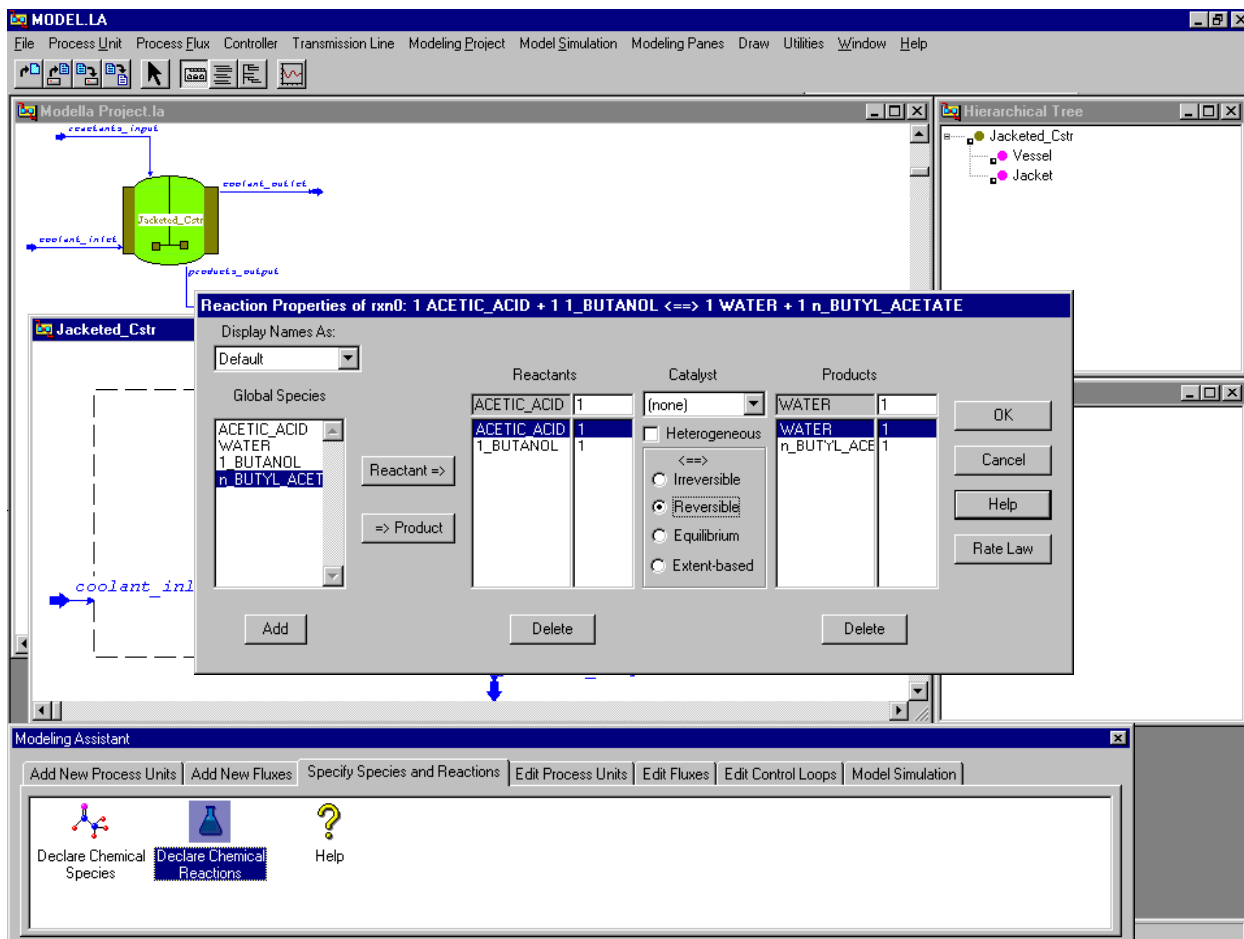 MODEL.LA
File Process Unit Process Flux Controller Transmission Line Modeling Project Model Simulation Modeling Panes Draw Utilities Window Help
Modella Project.la
reactants_input
coolant_outlet
Jacketed_Cstr
coolant_inlet
products_output
Hierarchical Tree
Jacketed_Cstr
Vessel
Jacket
Jacketed_Cstr
coolant_inl
Reaction Properties of rxn0: 1 ACETIC_ACID + 1 1_BUTANOL <==> 1 WATER + 1 n_BUTYL_ACETATE
Display Names As:
Default
Global Species
ACETIC_ACID
WATER
1_BUTANOL
n_BUTYL_ACET
Add
Reactant =>
=> Product
Reactants
ACETIC_ACID 1
ACETIC_ACID 1
1_BUTANOL 1
Delete
Catalyst
(none)
Heterogeneous
<==>
Irreversible
Reversible
Equilibrium
Extent-based
Products
WATER 1
WATER 1
n_BUTYL_ACE 1
Delete
OK
Cancel
Help
Rate Law
Modeling Assistant
Add New Process Units Add New Fluxes Specify Species and Reactions Edit Process Units Edit Fluxes Edit Control Loops Model Simulation
Declare Chemical
Species
Declare Chemical
Reactions
Help